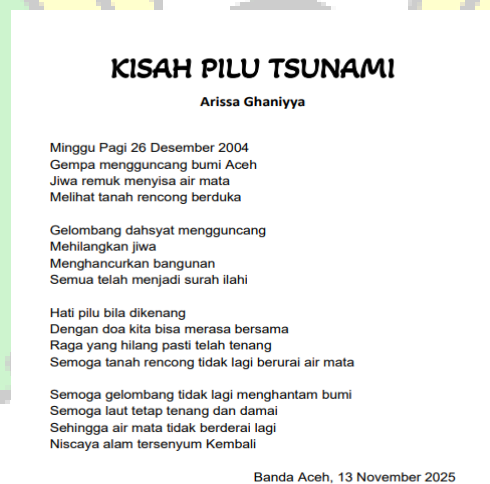 KISAH PILU TSUNAMI
Arissa Ghaniyya
Minggu Pagi 26 Desember 2004
Gempa mengguncang bumi Aceh
Jiwa remuk menyisa air mata
Melihat tanah rencong berduka
Gelombang dahsyat mengguncang
Mehilangkan jiwa
Menghancurkan bangunan
Semua telah menjadi surah ilahi
Hati pilu bila dikenang
Dengan doa kita bisa merasa bersama
Raga yang hilang pasti telah tenang
Semoga tanah rencong tidak lagi berurai air mata
Semoga gelombang tidak lagi menghantam bumi
Semoga laut tetap tenang dan damai
Sehingga air mata tidak berderai lagi
Niscaya alam tersenyum Kembali
Banda Aceh, 13 November 2025